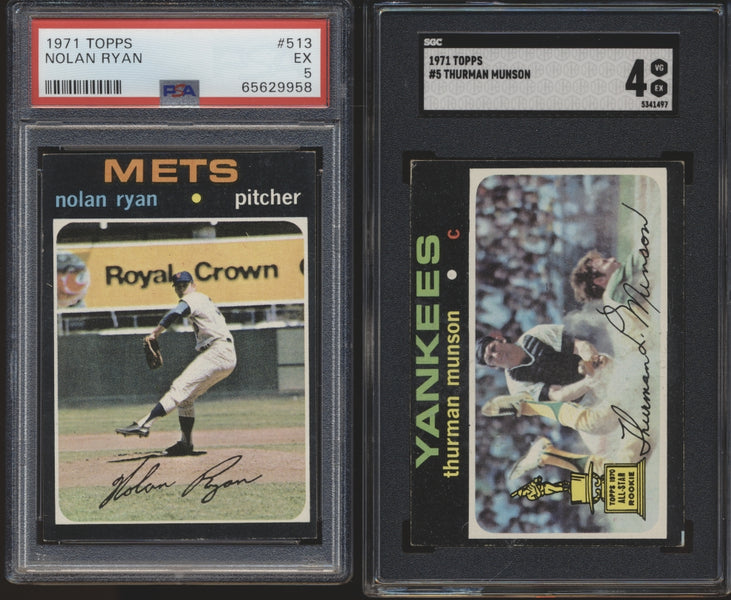 1971 TOPPS #513
NOLAN RYAN EX
5
65629958
PSA
METS
nolan ryan • pitcher
Royal Crown
Nolan Ryan
SGC
1971 TOPPS
#5 THURMAN MUNSON
4 VG
EX
5341497
YANKEES
thurman munson • c
Thurman L Munson
TOPPS 1970
ALL-STAR
ROOKIE